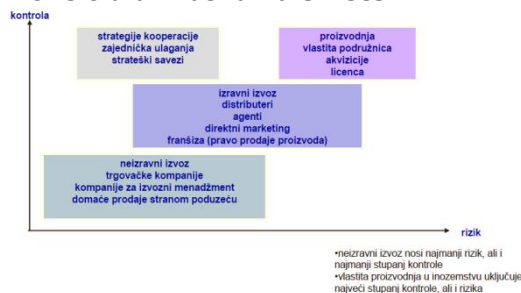 kontrola
strategije kooperacije
zajednička ulaganja
strateški savezi
proizvodnja
vlastita podružnica
akvizicije
licenca
izravni izvoz
distributeri
agenti
direktni marketing
franšiza (pravo prodaje proizvoda)
neizravni izvoz
trgovačke kompanije
kompanije za izvozni menadžment
domaće prodaje stranom poduzeću
rizik
•neizravni izvoz nosi najmanji rizik, ali i
najmanji stupanj kontrole
•vlastita proizvodnja u inozemstvu uključuje
najveći stupanj kontrole, ali i rizika